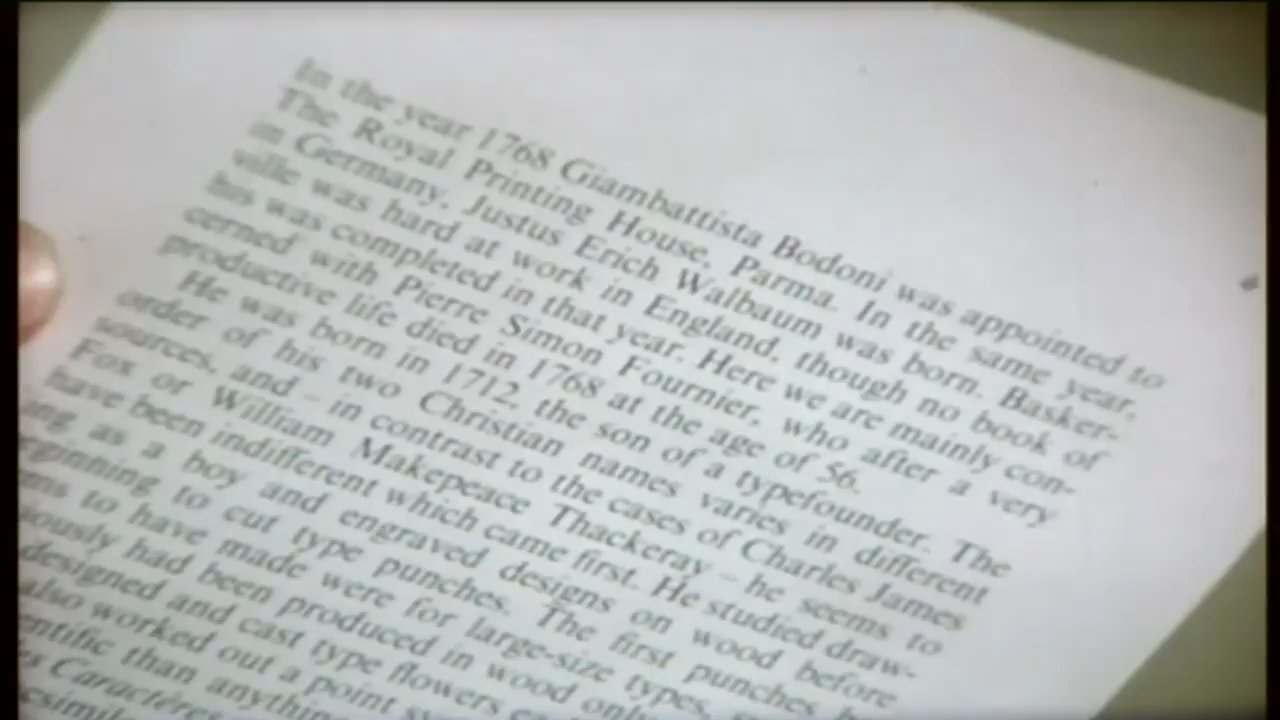 In the year 1768 Giambattista Bodoni was appointed to
The Royal Printing House, Parma. In the same year,
in Germany, Justus Erich Walbaum was born. Basker-
ville was hard at work in England, though no book of
his was completed in that year. Here we are mainly con-
cerned with Pierre Simon Fournier, who after a very
productive life died in 1768 at the age of 56.
He was born in 1712, the son of a typefounder. The
order of his two Christian names varies in different
sources, and – in contrast to the cases of Charles James
Fox or William Makepeace Thackeray – he seems to
have been indifferent which came first. He studied draw-
ing as a boy and engraved designs on wood before
eginning to cut type punches. The first punches he
ems to have made were for large-size types,
iously had been produced in wood only
designed and cast type flowers
also worked out a point
entific than anything
s Caractères
csimile